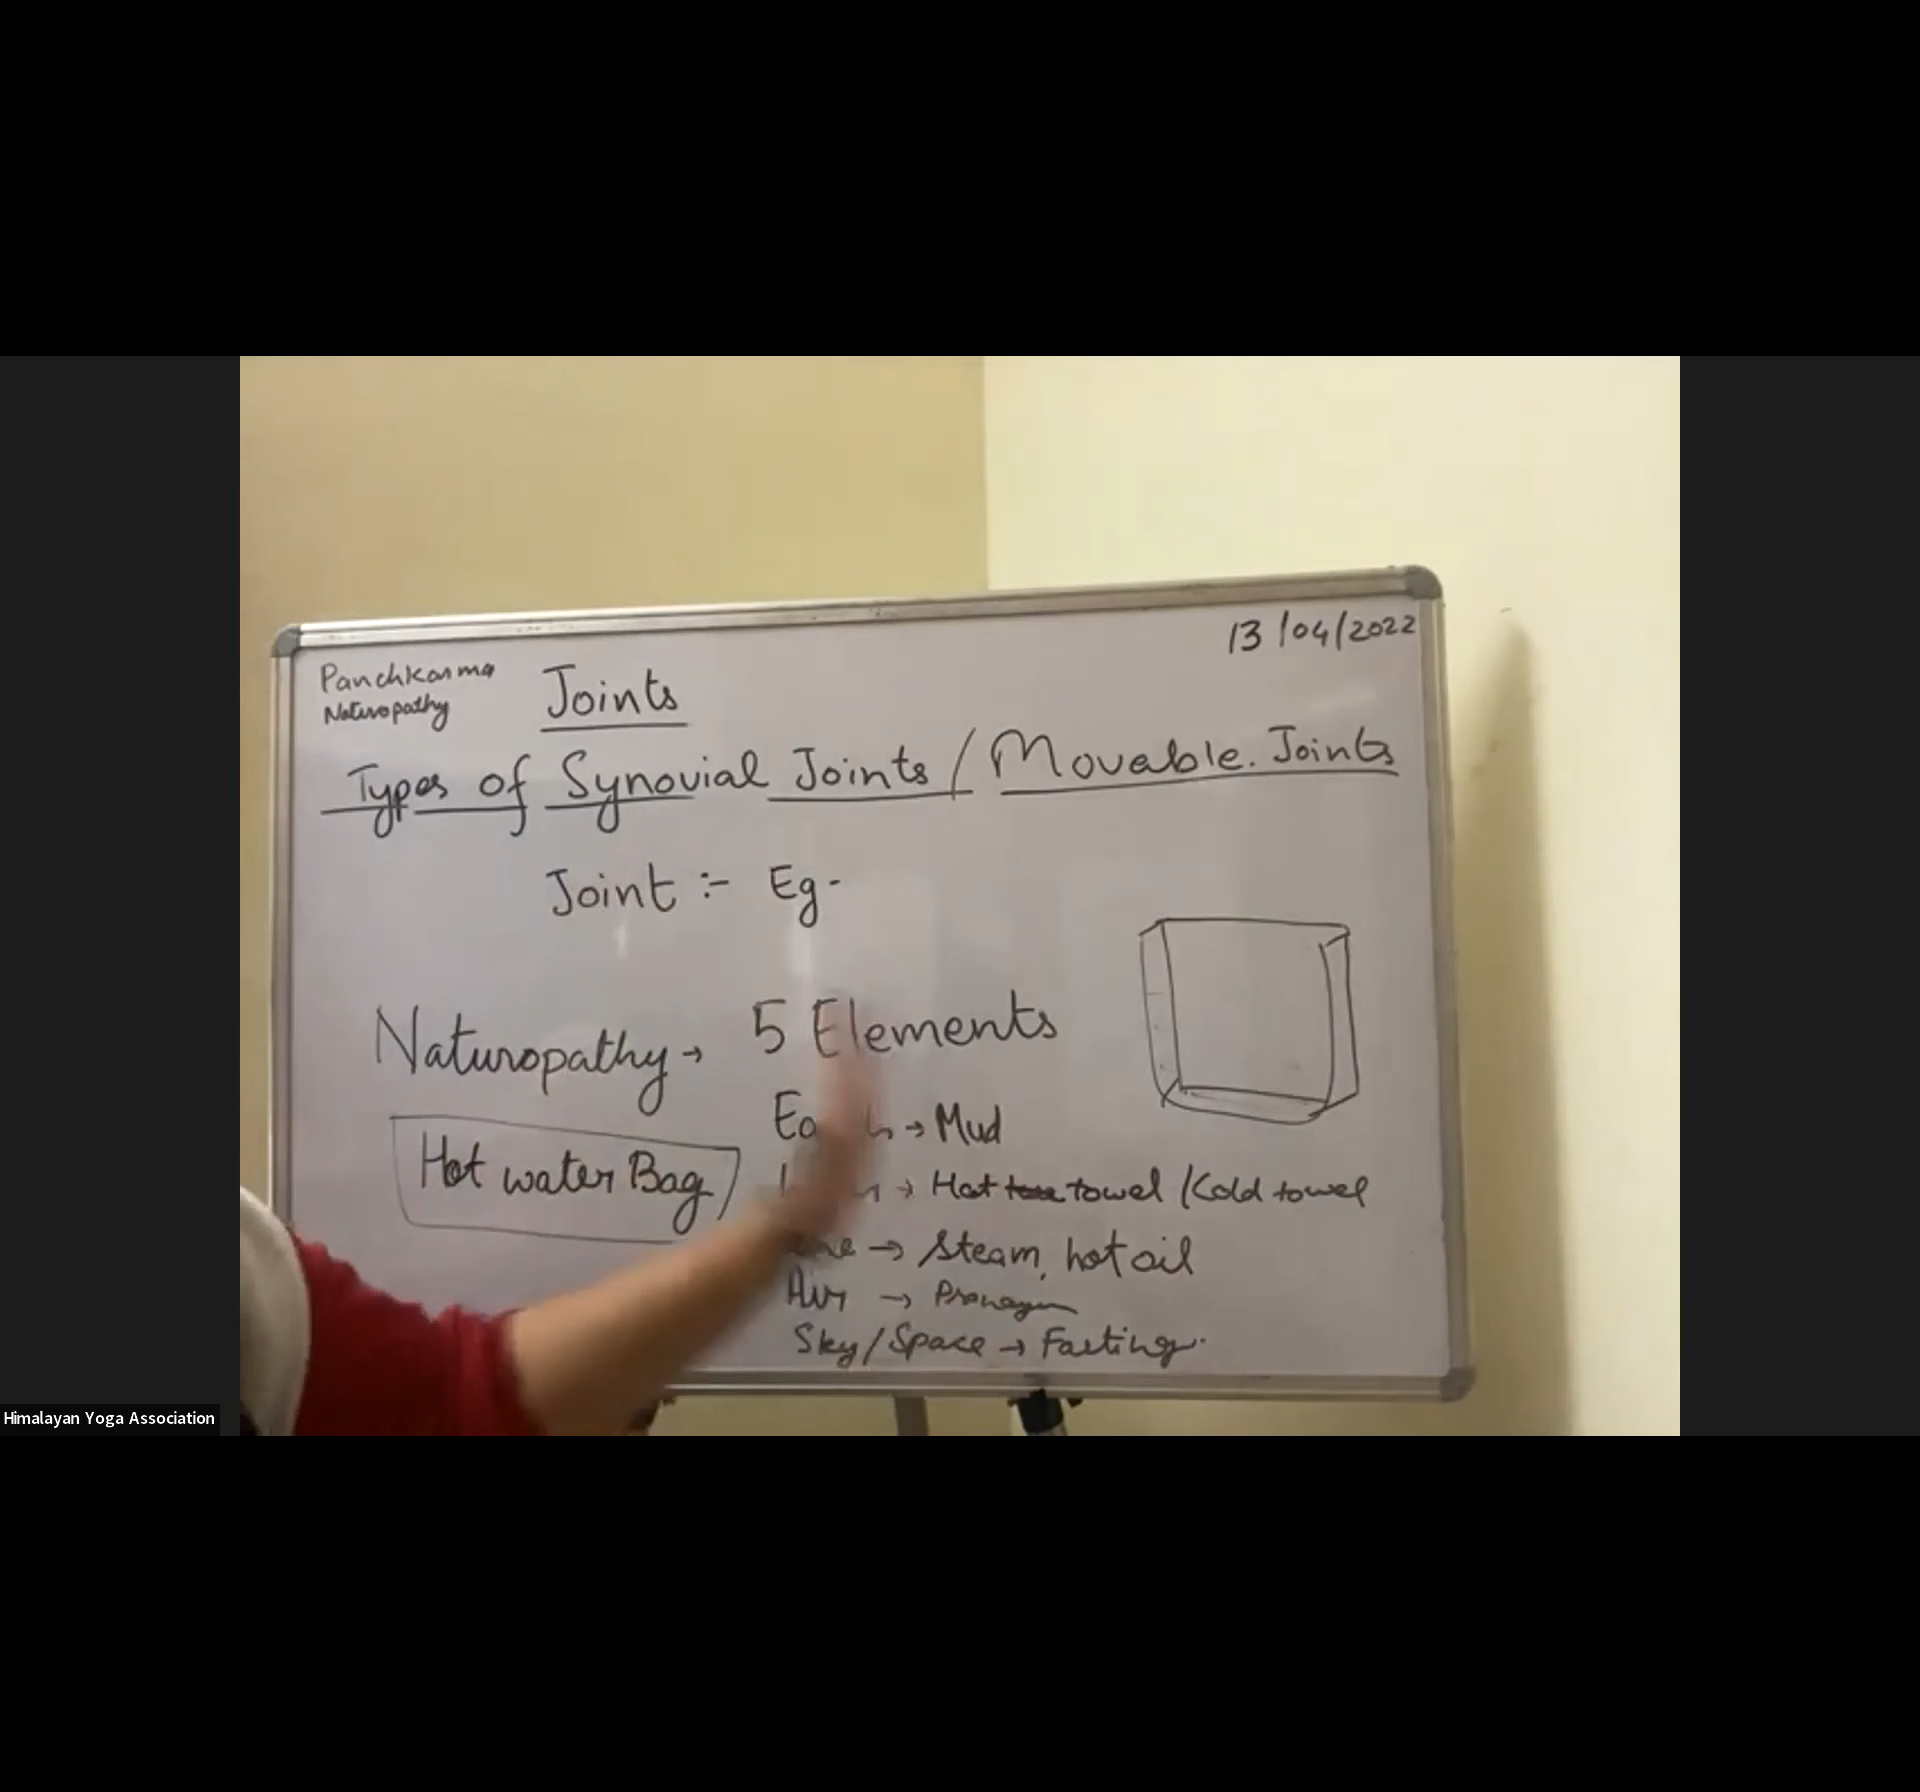 13/04/2022
Panchkarma
Naturopathy
Joints
Types of Synovial Joints / Movable. Joints
Joint :- Eg-
Naturopathy → 5 Elements
Hot water Bag
→ Mud
→ Hot towel / Kold towel
→ Steam, hot oil
Air →
Sky/Space → Fasting.
Himalayan Yoga Association